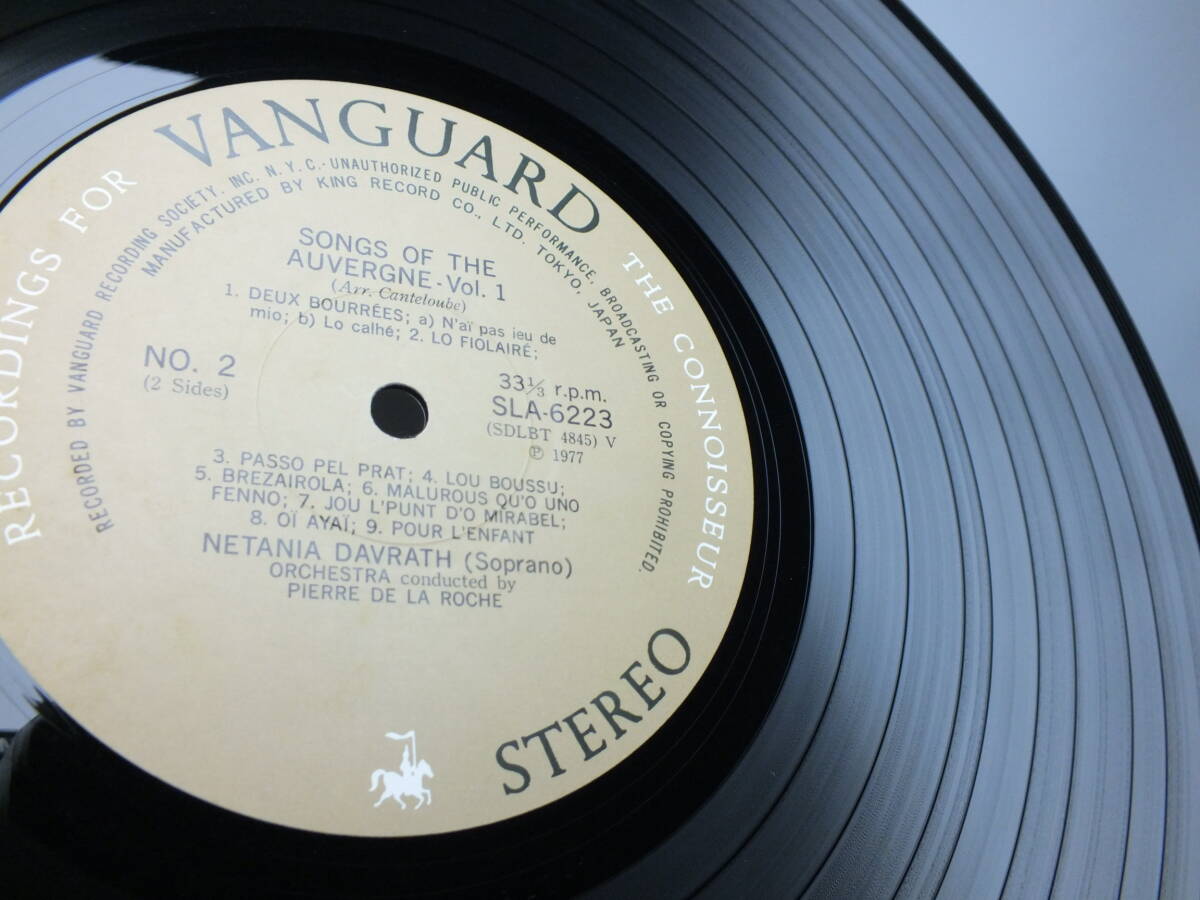 RECORDINGS FOR THE CONNOISSEUR
VANGUARD
RECORDED BY VANGUARD RECORDING SOCIETY, INC. N.Y.C.-UNAUTHORIZED PUBLIC PERFORMANCE, BROADCASTING OR COPYING PROHIBITED.
MANUFACTURED BY KING RECORD CO., LTD. TOKYO, JAPAN
SONGS OF THE
AUVERGNE-Vol. 1
(Arr. Canteloube)
1. DEUX BOURRÉES; a) N'aï pas ieu de
mio; b) Lo calhé; 2. LO FIOLAIRÉ;
NO. 2
(2 Sides)
33⅓ r.p.m.
SLA-6223
(SDLBT 4845) V
℗ 1977
3. PASSO PEL PRAT; 4. LOU BOUSSU;
5. BREZAIROLA; 6. MALUROUS QU'O UNO
FENNO; 7. JOU L'PUNT D'O MIRABEL;
8. OÏ AYAÏ; 9. POUR L'ENFANT
NETANIA DAVRATH (Soprano)
ORCHESTRA conducted by
PIERRE DE LA ROCHE
STEREO